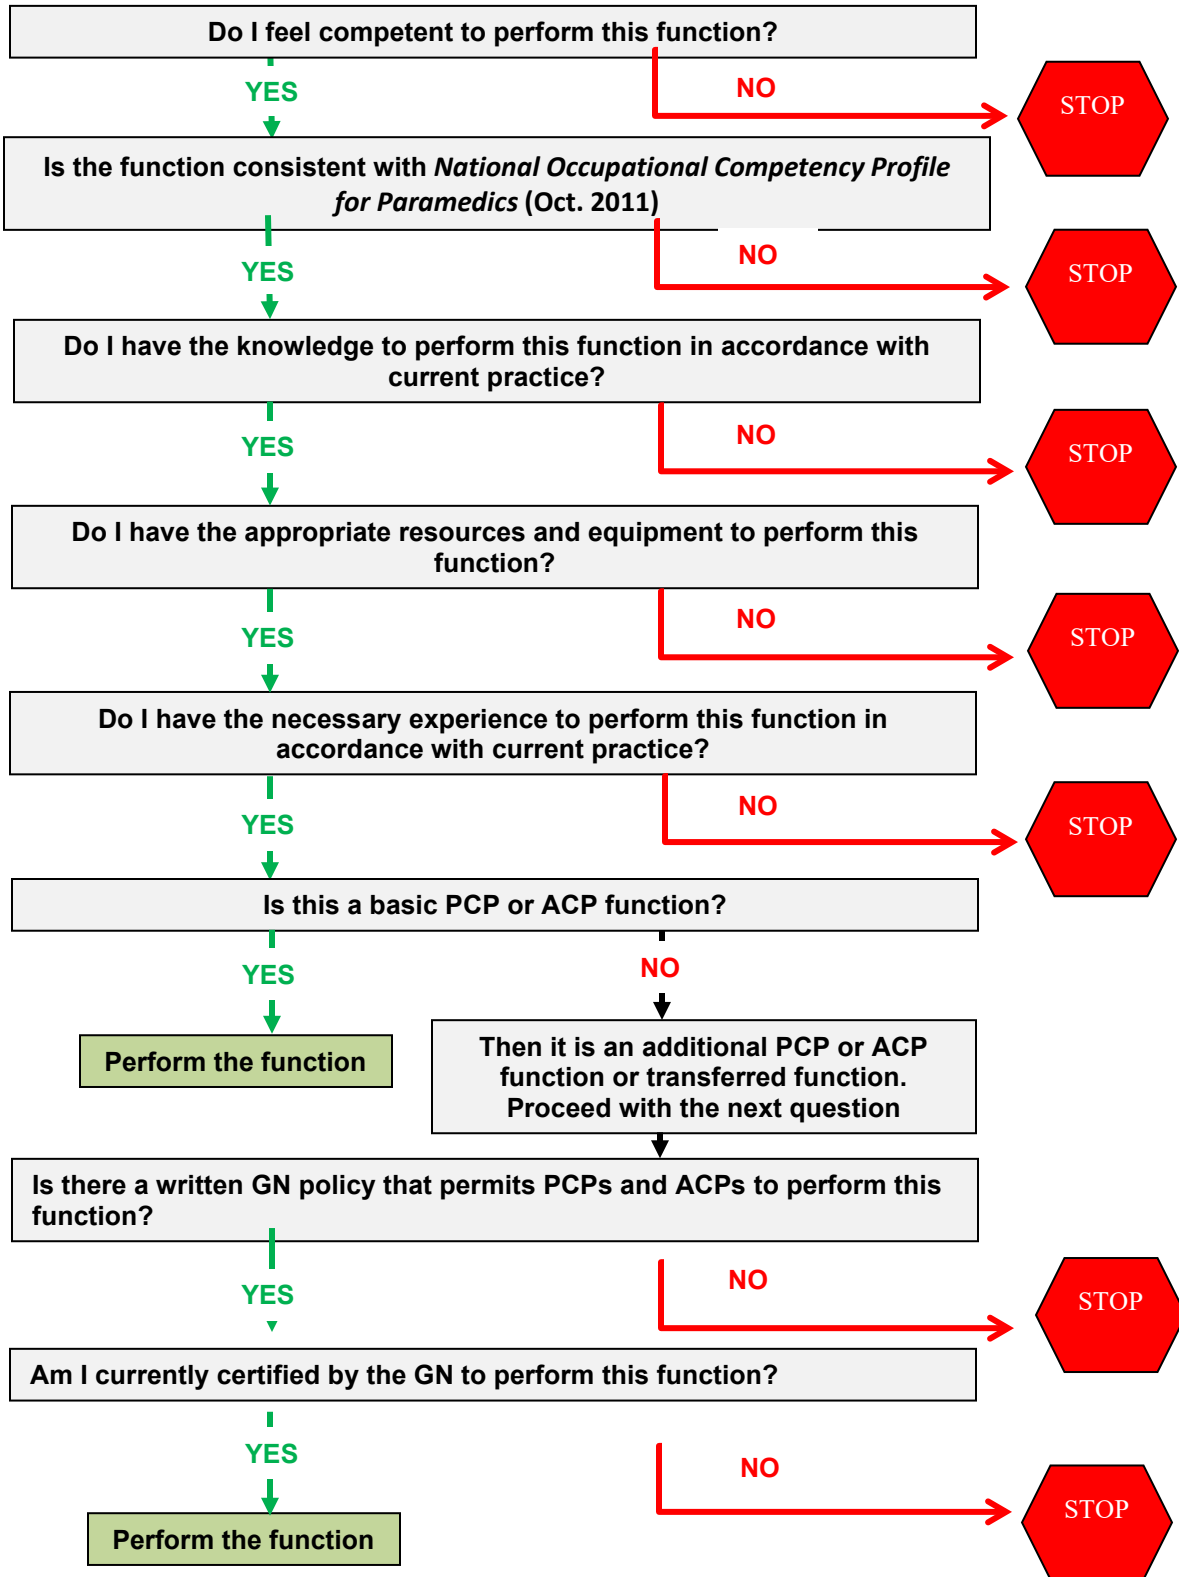 Do I feel competent to perform this function?
YES
NO
STOP
Is the function consistent with National Occupational Competency Profile
for Paramedics (Oct. 2011)
YES
NO
STOP
Do I have the knowledge to perform this function in accordance with
current practice?
YES
NO
STOP
Do I have the appropriate resources and equipment to perform this
function?
YES
NO
STOP
Do I have the necessary experience to perform this function in
accordance with current practice?
YES
NO
STOP
Is this a basic PCP or ACP function?
YES
NO
Perform the function
Then it is an additional PCP or ACP
function or transferred function.
Proceed with the next question
Is there a written GN policy that permits PCPs and ACPs to perform this
function?
YES
NO
STOP
Am I currently certified by the GN to perform this function?
YES
NO
STOP
Perform the function